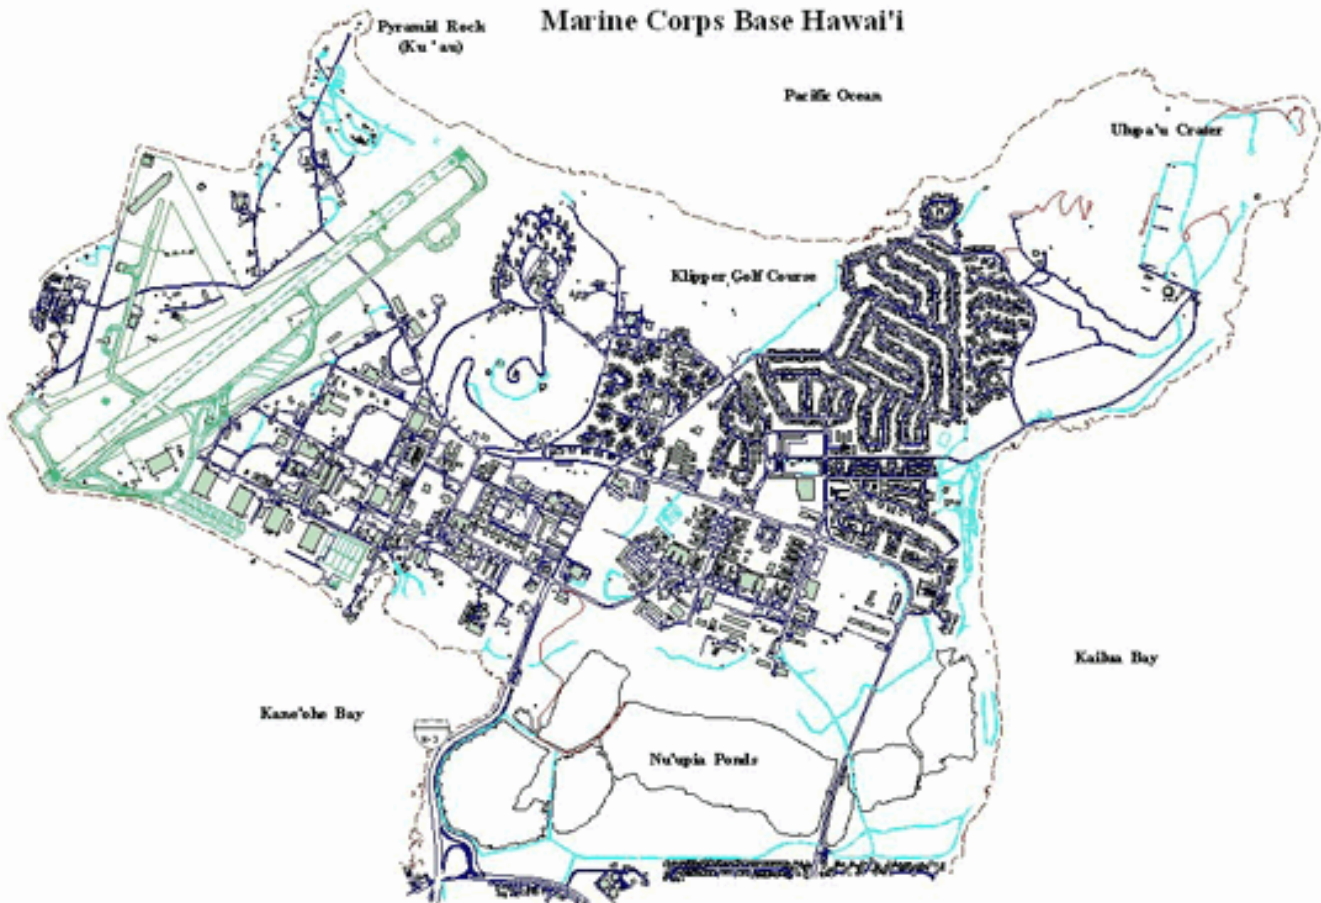 Marine Corps Base Hawai'i
Pyramid Rock
(Ku'au)
Pacific Ocean
Ulupa'u Crater
Klipper Golf Course
Kailua Bay
Kane'ohe Bay
H-3
Nu'upia Ponds